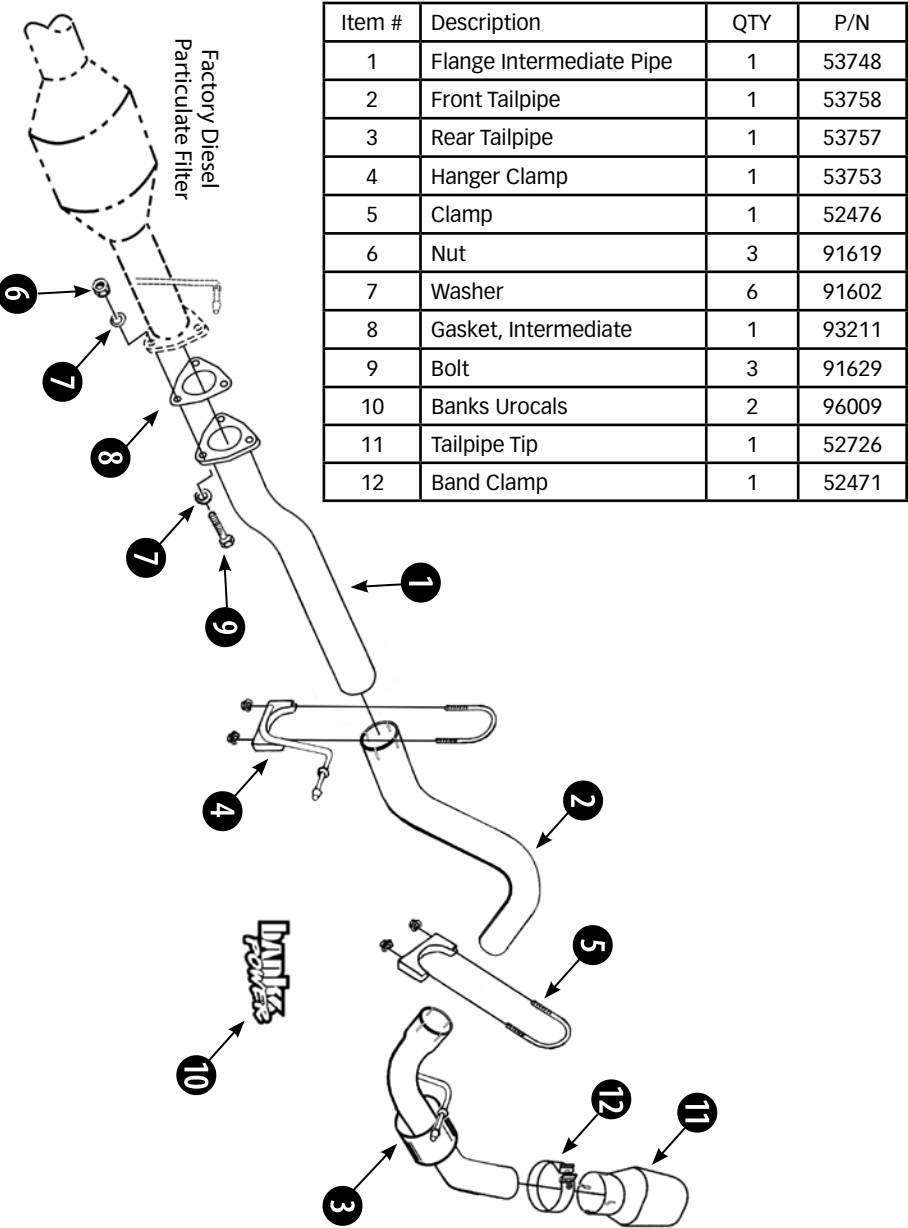 Item # Description QTY P/N
1 Flange Intermediate Pipe 1 53748
2 Front Tailpipe 1 53758
3 Rear Tailpipe 1 53757
4 Hanger Clamp 1 53753
5 Clamp 1 52476
6 Nut 3 91619
7 Washer 6 91602
8 Gasket, Intermediate 1 93211
9 Bolt 3 91629
10 Banks Urocals 2 96009
11 Tailpipe Tip 1 52726
12 Band Clamp 1 52471
Factory Diesel
Particulate Filter
6
7
8
7
9
1
4
2
5
banks
POWER
10
12
11
3